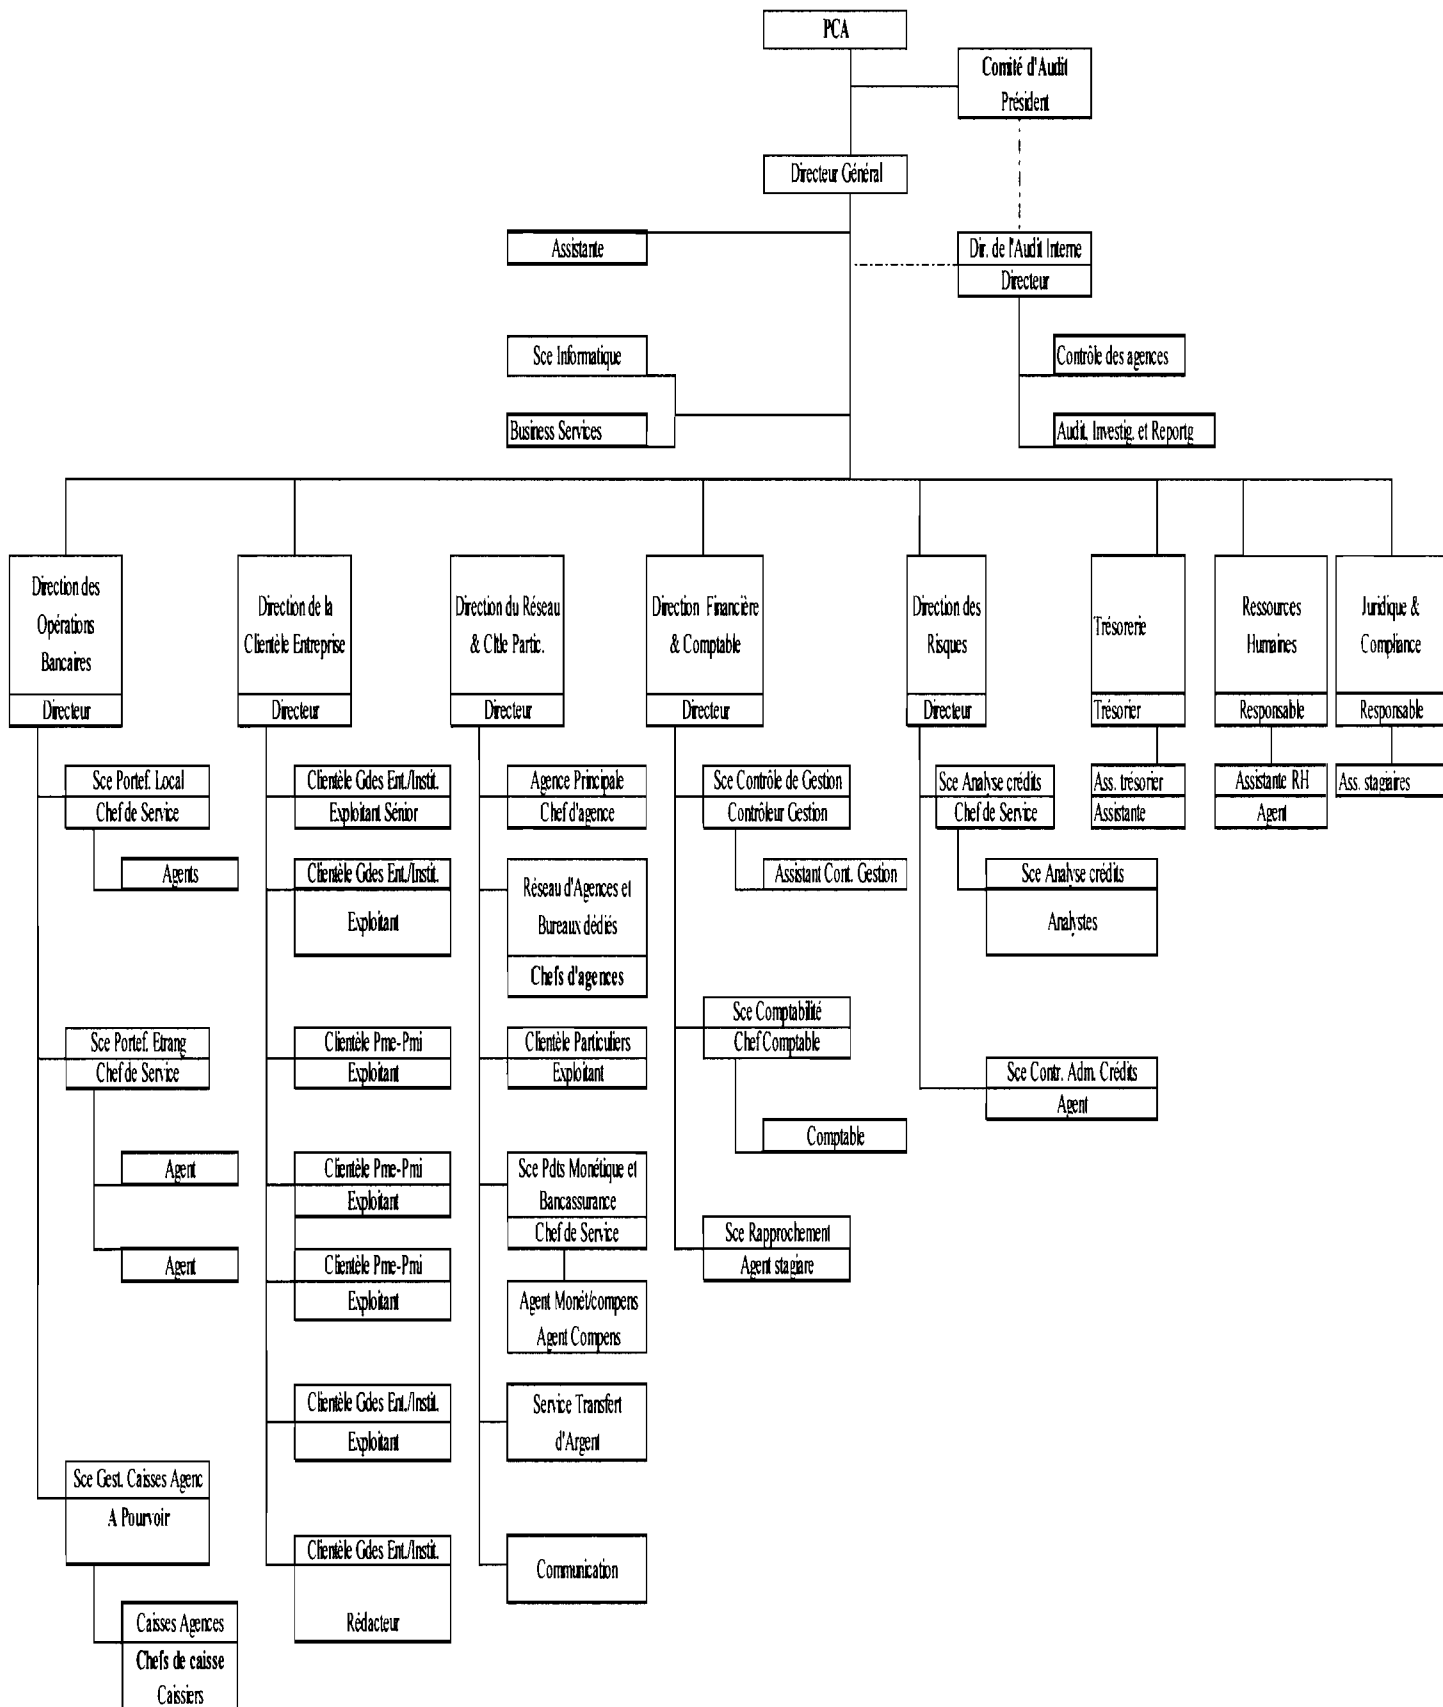 PCA
Comité d'Audit
Président
Directeur Général
Assistante
Dir. de l'Audit Interne
Directeur
Sce Informatique
Contrôle des agences
Business Services
Audit, Investig. et Reportg
Direction des
Opérations
Bancaires
Directeur
Direction de la
Clientèle Entreprise
Directeur
Direction du Réseau
& Cltle Partic.
Directeur
Direction Financière
& Comptable
Directeur
Direction des
Risques
Directeur
Trésorerie
Trésorier
Ressources
Humaines
Responsable
Juridique &
Compliance
Responsable
Sce Portef. Local
Chef de Service
Agents
Sce Portef. Etrang
Chef de Service
Agent
Agent
Sce Gest. Caisses Agenc
A Pourvoir
Caisses Agences
Chefs de caisse
Caissiers
Clientèle Gdes Ent./Instit.
Exploitant Sénior
Clientèle Gdes Ent./Instit.
Exploitant
Clientèle Pme-Pmi
Exploitant
Clientèle Pme-Pmi
Exploitant
Clientèle Pme-Pmi
Exploitant
Clientèle Gdes Ent./Instit.
Exploitant
Clientèle Gdes Ent./Instit.
Rédacteur
Agence Principale
Chef d'agence
Réseau d'Agences et
Bureaux dédiés
Chefs d'agences
Clientèle Particuliers
Exploitant
Sce Pdts Monétique et
Bancassurance
Chef de Service
Agent Monét/compens
Agent Compens
Service Transfert
d'Argent
Communication
Sce Contrôle de Gestion
Contrôleur Gestion
Assistant Cont. Gestion
Sce Comptabilité
Chef Comptable
Comptable
Sce Rapprochement
Agent stagiare
Sce Analyse crédits
Chef de Service
Sce Analyse crédits
Analystes
Sce Contr. Adm. Crédits
Agent
Ass. trésorier
Assistante
Assistante RH
Agent
Ass. stagiaires